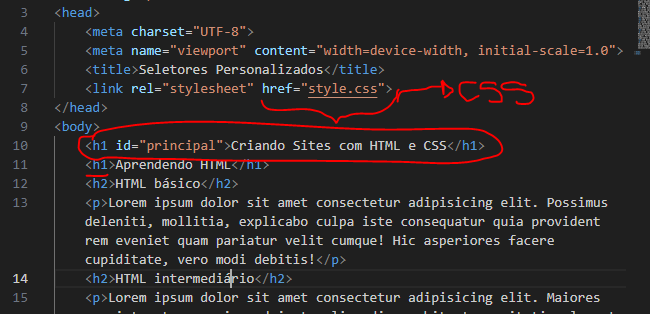 3 <head>
4 <meta charset="UTF-8">
5 <meta name="viewport" content="width=device-width, initial-scale=1.0">
6 <title>Seletores Personalizados</title>
7 <link rel="stylesheet" href="style.css"> CSS
8 </head>
9 <body>
10 <h1 id="principal">Criando Sites com HTML e CSS</h1>
11 <h1>Aprendendo HTML</h1>
12 <h2>HTML básico</h2>
13 <p>Lorem ipsum dolor sit amet consectetur adipisicing elit. Possimus
deleniti, mollitia, explicabo culpa iste consequatur quia provident
rem eveniet quam pariatur velit cumque! Hic asperiores facere
cupiditate, vero modi debitis!</p>
14 <h2>HTML intermediário</h2>
15 <p>Lorem ipsum dolor sit amet consectetur adipisicing elit. Maiores